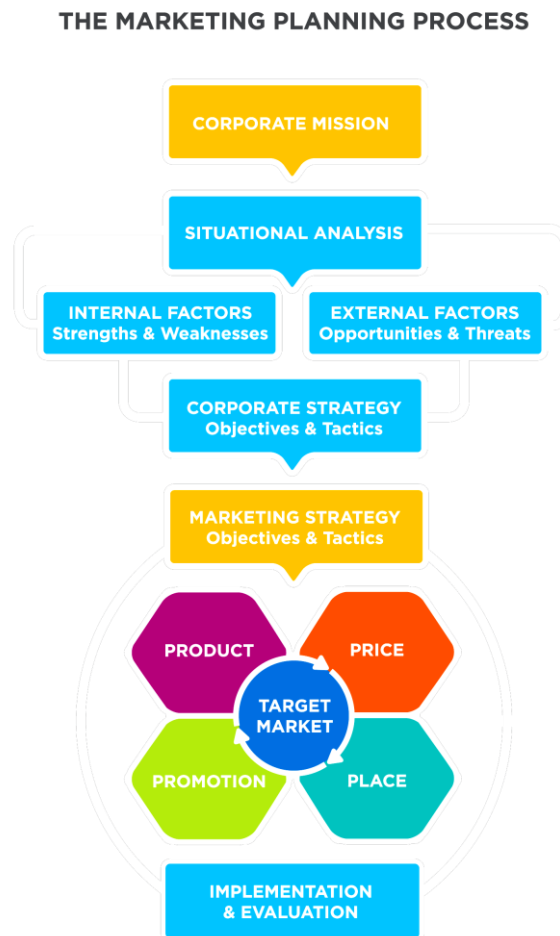 THE MARKETING PLANNING PROCESS
CORPORATE MISSION
SITUATIONAL ANALYSIS
INTERNAL FACTORS
Strengths & Weaknesses
EXTERNAL FACTORS
Opportunities & Threats
CORPORATE STRATEGY
Objectives & Tactics
MARKETING STRATEGY
Objectives & Tactics
PRODUCT
PRICE
TARGET
MARKET
PROMOTION
PLACE
IMPLEMENTATION
& EVALUATION